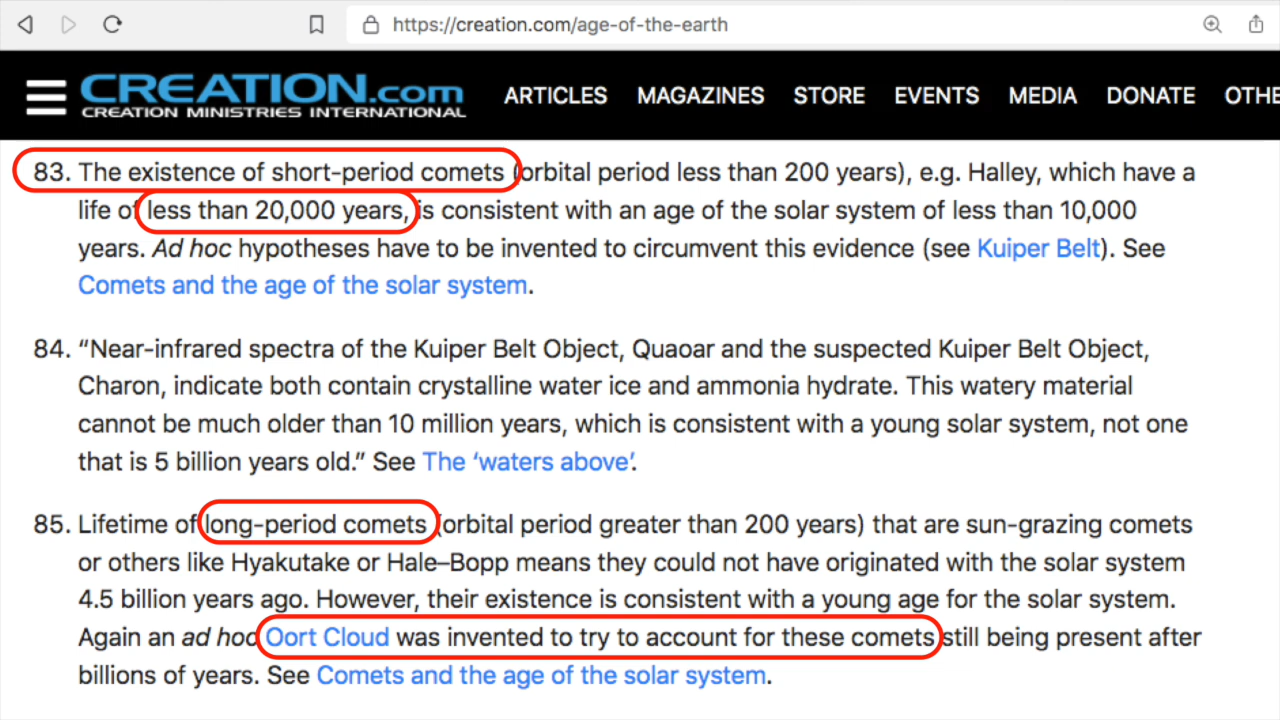 https://creation.com/age-of-the-earth
CREATION.com
CREATION MINISTRIES INTERNATIONAL
ARTICLES MAGAZINES STORE EVENTS MEDIA DONATE OTHE
83. The existence of short-period comets (orbital period less than 200 years), e.g. Halley, which have a
life of less than 20,000 years, is consistent with an age of the solar system of less than 10,000
years. Ad hoc hypotheses have to be invented to circumvent this evidence (see Kuiper Belt). See
Comets and the age of the solar system.
84. “Near-infrared spectra of the Kuiper Belt Object, Quaoar and the suspected Kuiper Belt Object,
Charon, indicate both contain crystalline water ice and ammonia hydrate. This watery material
cannot be much older than 10 million years, which is consistent with a young solar system, not one
that is 5 billion years old.” See The ‘waters above’.
85. Lifetime of long-period comets (orbital period greater than 200 years) that are sun-grazing comets
or others like Hyakutake or Hale–Bopp means they could not have originated with the solar system
4.5 billion years ago. However, their existence is consistent with a young age for the solar system.
Again an ad hoc Oort Cloud was invented to try to account for these comets still being present after
billions of years. See Comets and the age of the solar system.